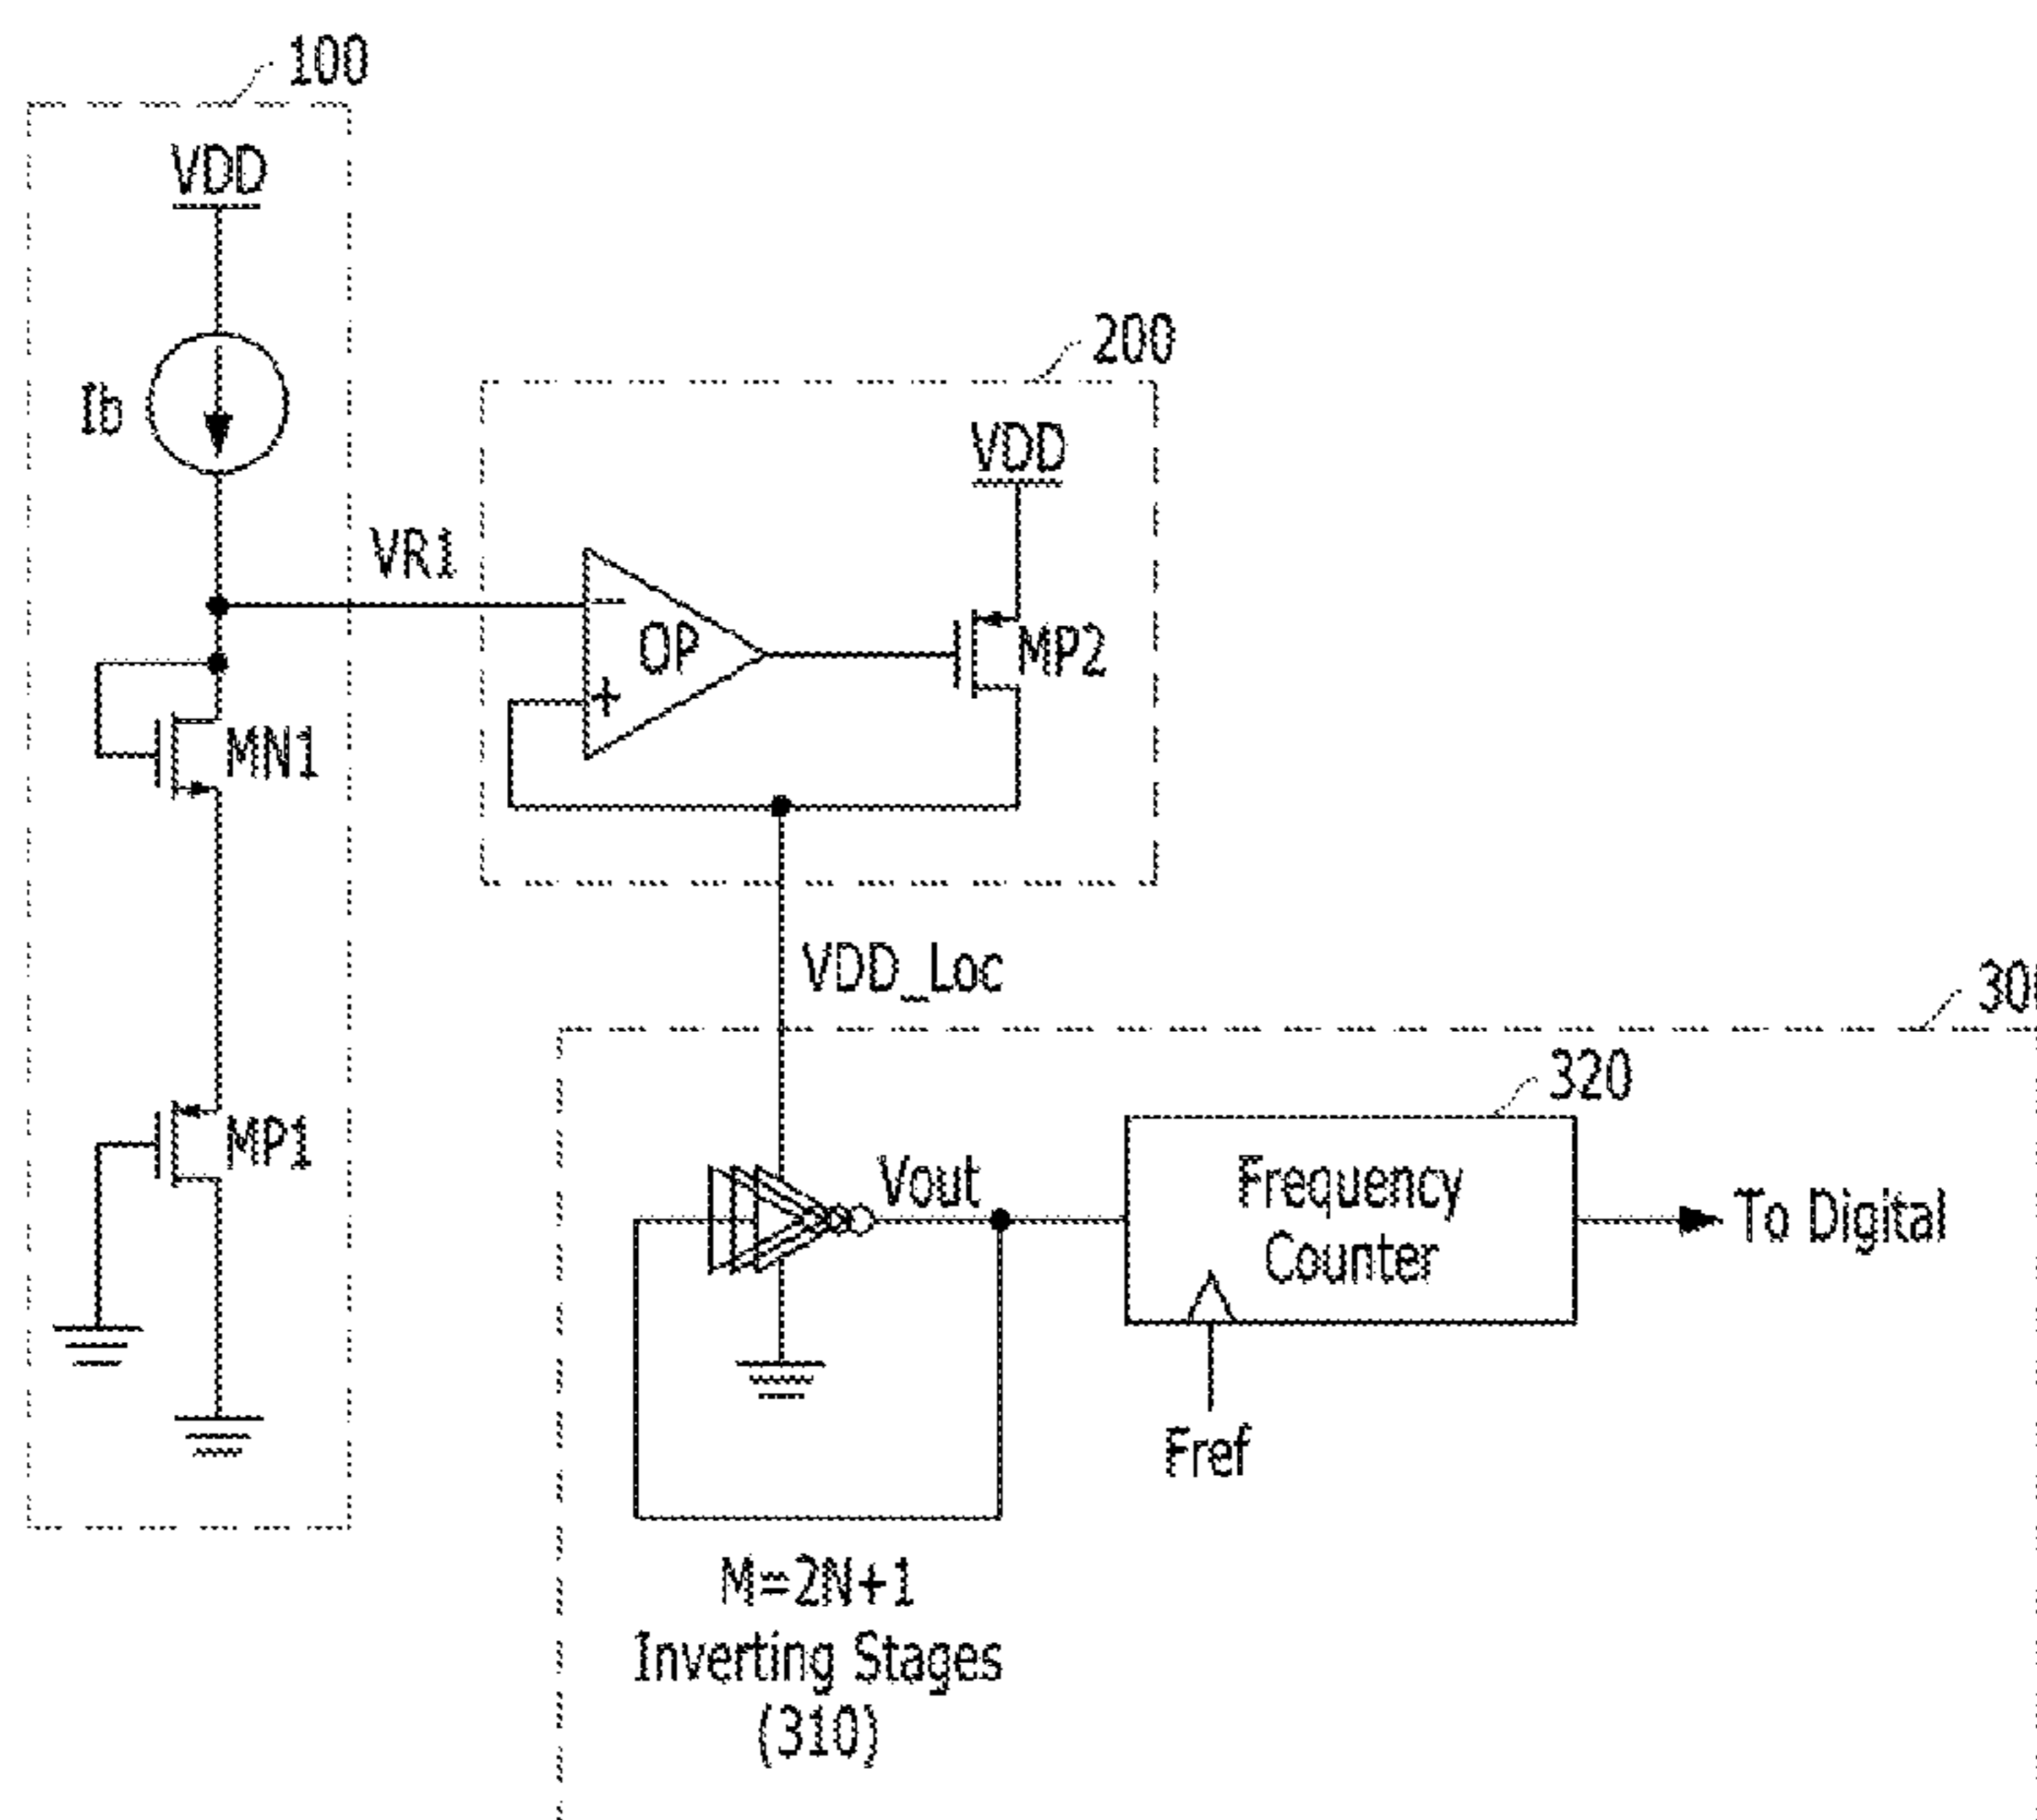 100
VDD
Ib
VR1
MN1
MP1
200
VDD
−
OP
+
MP2
VDD_Loc
320
Vout
Frequency
Counter
To Digital
Fref
M=2N+1
Inverting Stages
(310)